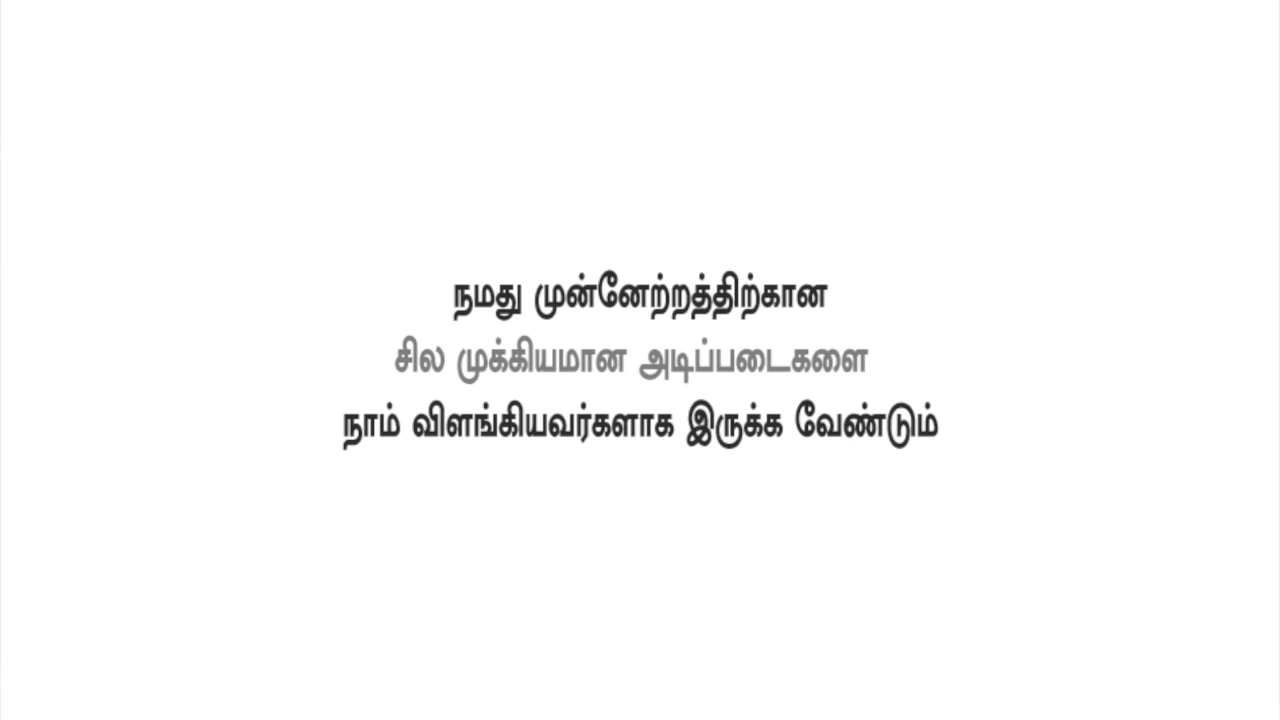 நமது முன்னேற்றத்திற்கான
சில முக்கியமான அடிப்படைகளை
நாம் விளங்கியவர்களாக இருக்க வேண்டும்